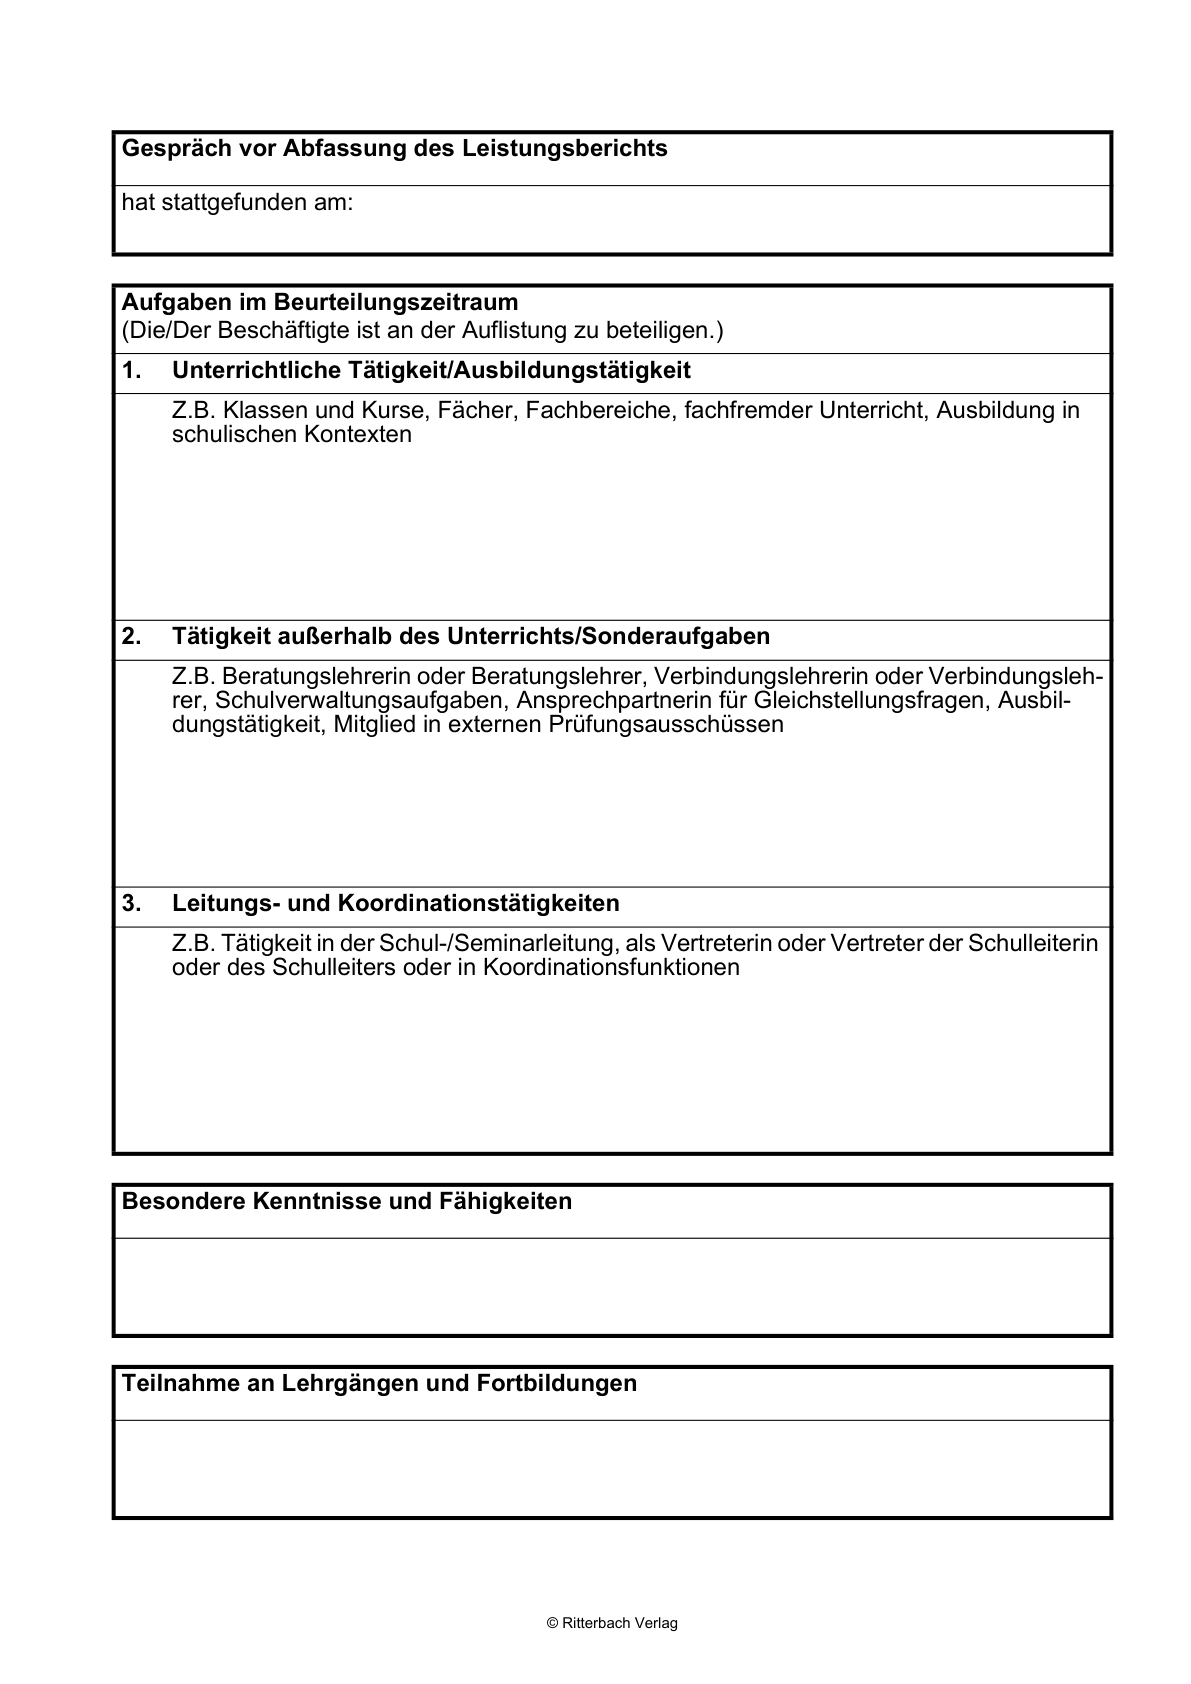 Gespräch vor Abfassung des Leistungsberichts
hat stattgefunden am:
Aufgaben im Beurteilungszeitraum
(Die/Der Beschäftigte ist an der Auflistung zu beteiligen.)
1. Unterrichtliche Tätigkeit/Ausbildungstätigkeit
Z.B. Klassen und Kurse, Fächer, Fachbereiche, fachfremder Unterricht, Ausbildung in
schulischen Kontexten
2. Tätigkeit außerhalb des Unterrichts/Sonderaufgaben
Z.B. Beratungslehrerin oder Beratungslehrer, Verbindungslehrerin oder Verbindungsleh-
rer, Schulverwaltungsaufgaben, Ansprechpartnerin für Gleichstellungsfragen, Ausbil-
dungstätigkeit, Mitglied in externen Prüfungsausschüssen
3. Leitungs- und Koordinationstätigkeiten
Z.B. Tätigkeit in der Schul-/Seminarleitung, als Vertreterin oder Vertreter der Schulleiterin
oder des Schulleiters oder in Koordinationsfunktionen
Besondere Kenntnisse und Fähigkeiten
Teilnahme an Lehrgängen und Fortbildungen
© Ritterbach Verlag